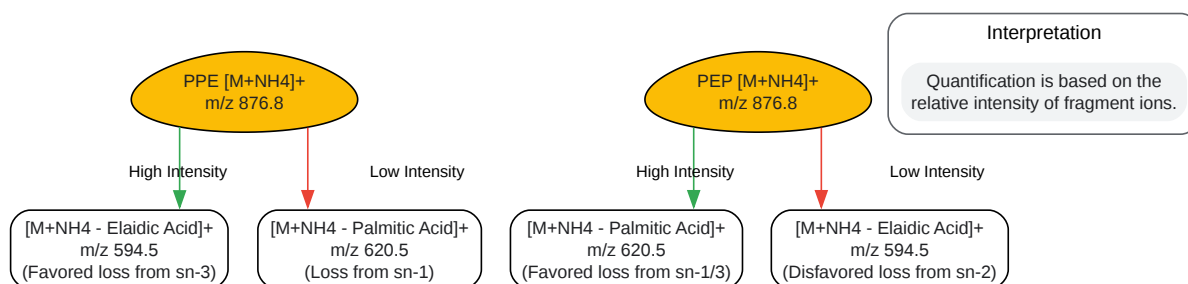 Interpretation
Quantification is based on the
relative intensity of fragment ions.
PPE [M+NH4]+
m/z 876.8
PEP [M+NH4]+
m/z 876.8
High Intensity
Low Intensity
High Intensity
Low Intensity
[M+NH4 - Elaidic Acid]+
m/z 594.5
(Favored loss from sn-3)
[M+NH4 - Palmitic Acid]+
m/z 620.5
(Loss from sn-1)
[M+NH4 - Palmitic Acid]+
m/z 620.5
(Favored loss from sn-1/3)
[M+NH4 - Elaidic Acid]+
m/z 594.5
(Disfavored loss from sn-2)